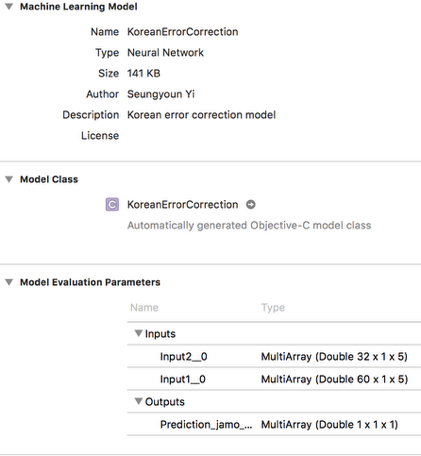 Machine Learning Model
Name KoreanErrorCorrection
Type Neural Network
Size 141 KB
Author Seungyoun Yi
Description Korean error correction model
License
Model Class
C KoreanErrorCorrection
Automatically generated Objective-C model class
Model Evaluation Parameters
Name Type
Inputs
Input2__0 MultiArray (Double 32 x 1 x 5)
Input1__0 MultiArray (Double 60 x 1 x 5)
Outputs
Prediction_jamo_... MultiArray (Double 1 x 1 x 1)